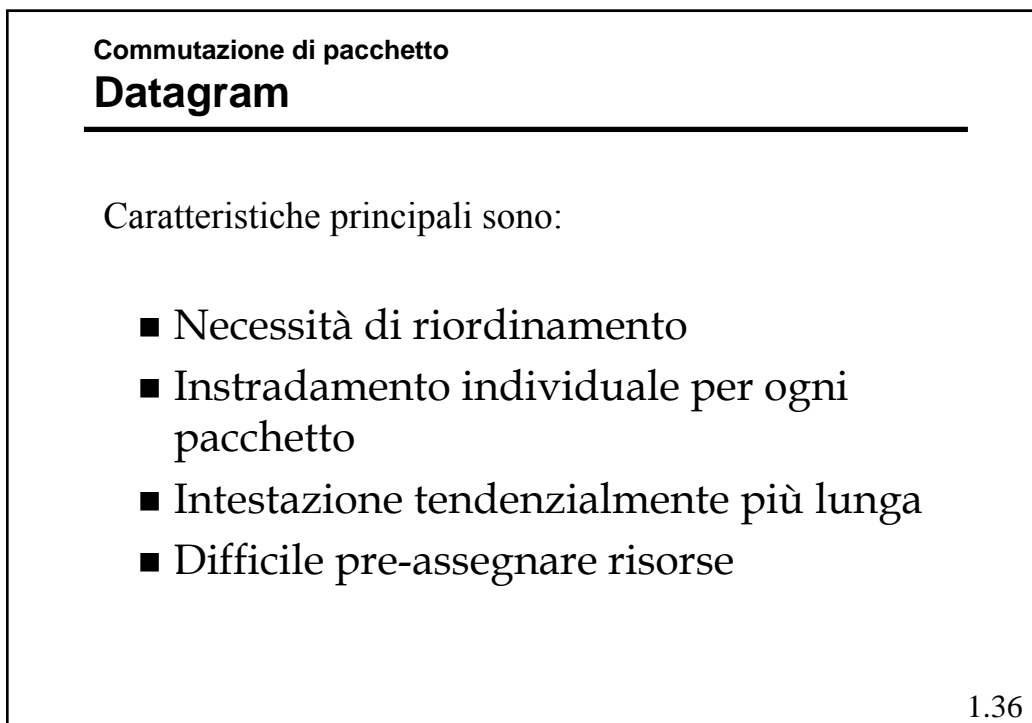 Commutazione di pacchetto
Datagram
Caratteristiche principali sono:
■ Necessità di riordinamento
■ Instradamento individuale per ogni
pacchetto
■ Intestazione tendenzialmente più lunga
■ Difficile pre-assegnare risorse
1.36